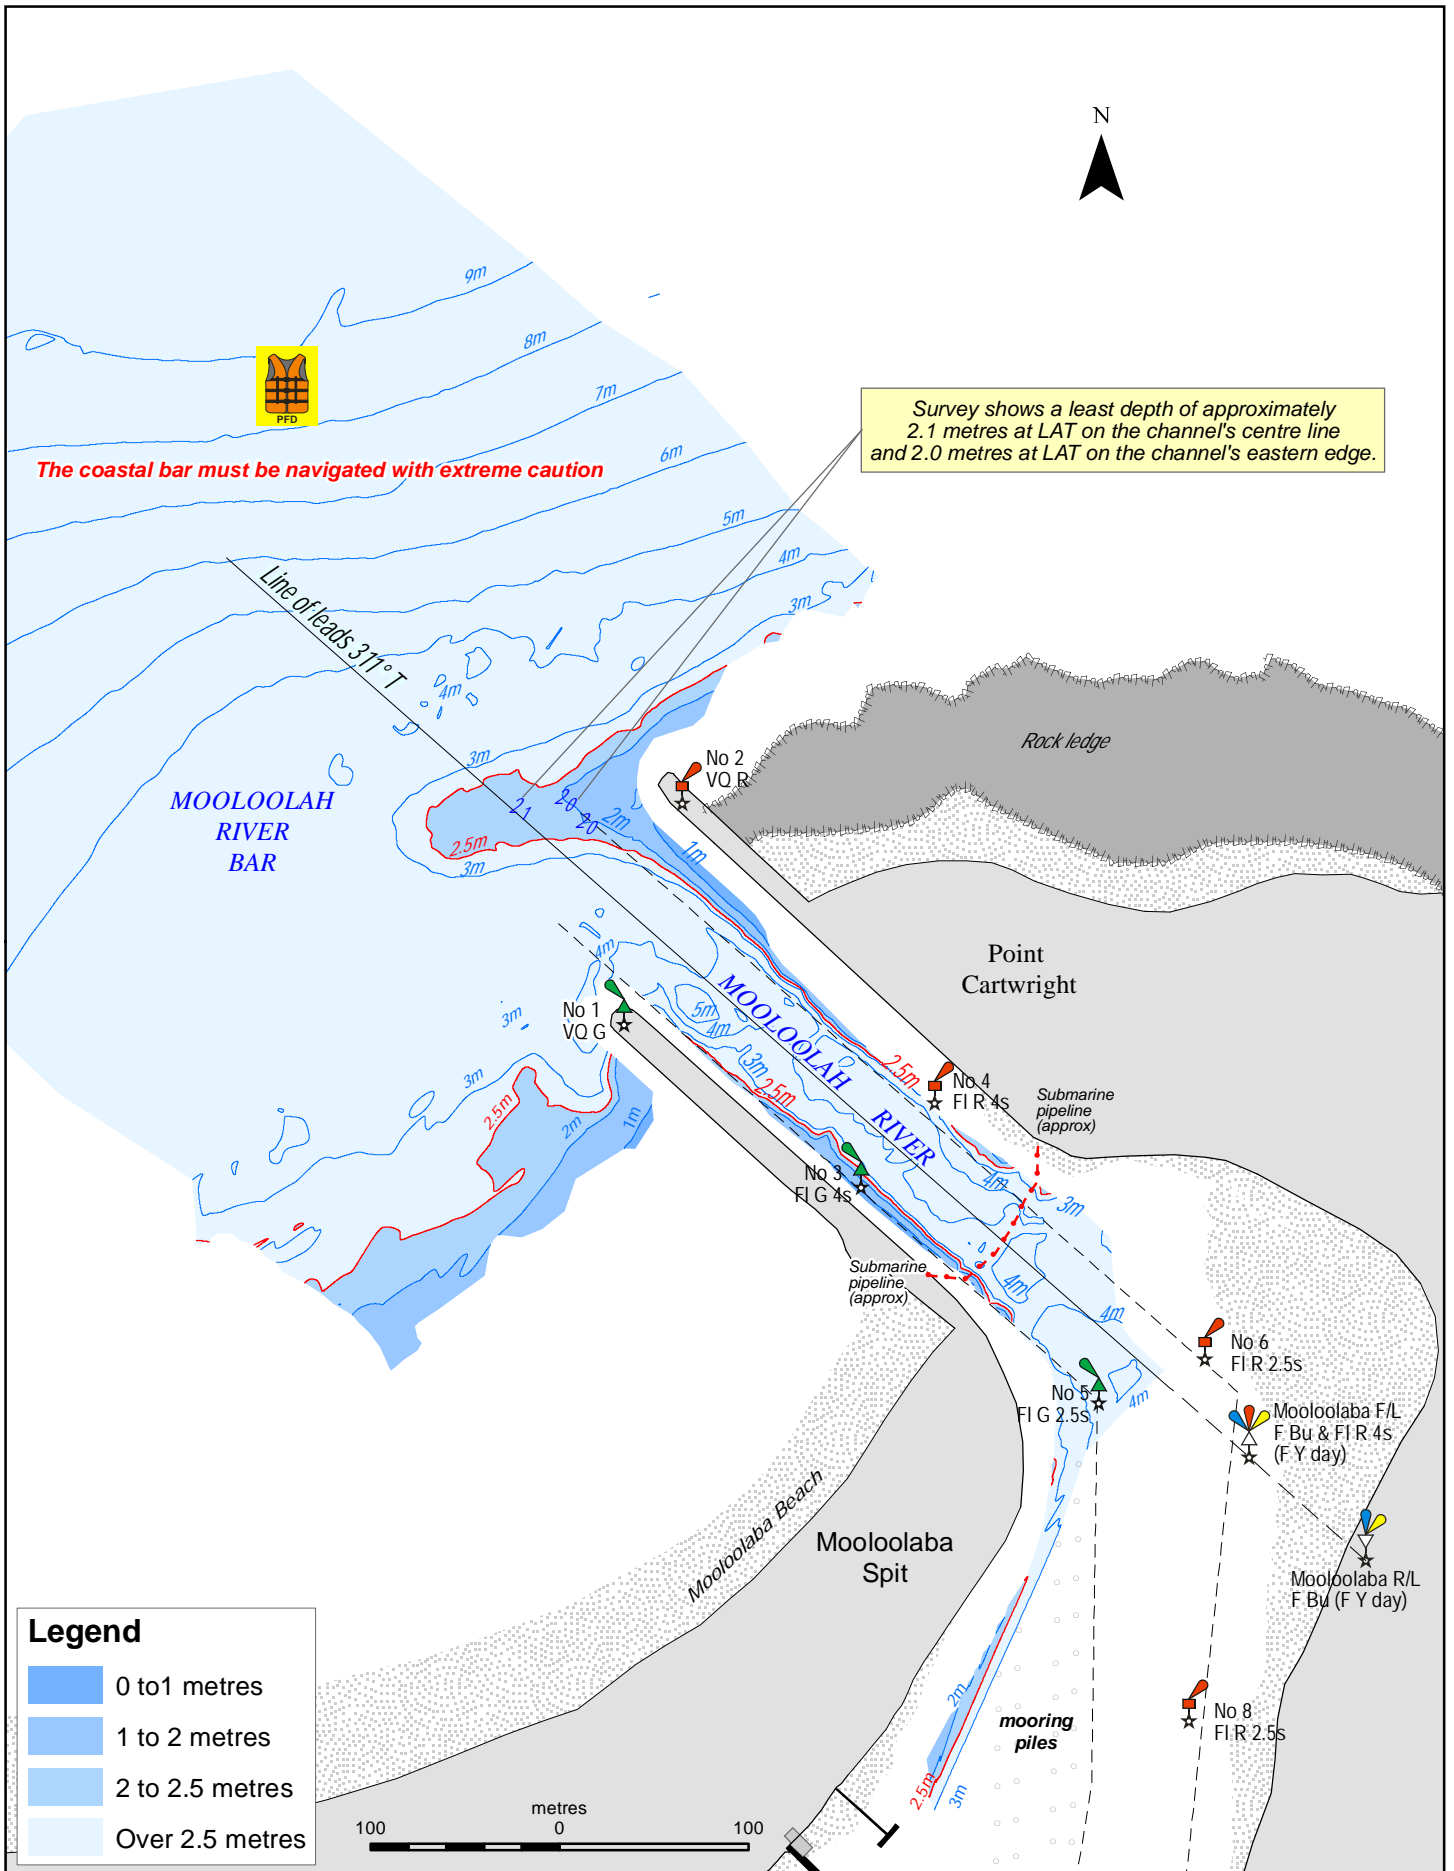 N
9m
8m
7m
6m
5m
4m
3m
PFD
The coastal bar must be navigated with extreme caution
Survey shows a least depth of approximately
2.1 metres at LAT on the channel's centre line
and 2.0 metres at LAT on the channel's eastern edge.
Line of leads 311° T
4m
3m
Rock ledge
No 2
VQ R
MOOLOOLAH
RIVER
BAR
21
20
20
2m
2.5m
3m
1m
4m
Point
Cartwright
No 1
VQ G
5m
4m
3m
2.5m
MOOLOOLAH
RIVER
3m
3m
2.5m
2m
1m
2.5m
No 4
Fl R 4s
Submarine
pipeline
(approx)
No 3
Fl G 4s
4m
3m
Submarine
pipeline
(approx)
4m
4m
No 6
Fl R 2.5s
No 5
Fl G 2.5s
4m
Mooloolaba F/L
F Bu & Fl R 4s
(F Y day)
Mooloolaba Beach
Mooloolaba
Spit
Mooloolaba R/L
F Bu (F Y day)
2m
2.5m
3m
mooring
piles
No 8
Fl R 2.5s
Legend
0 to1 metres
1 to 2 metres
2 to 2.5 metres
Over 2.5 metres
metres
100 0 100